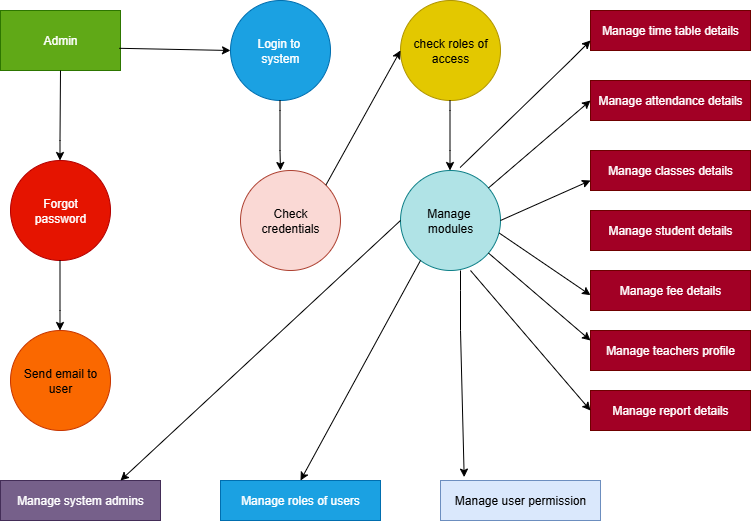 Admin
Login to
system
check roles of
access
Manage time table details
Manage attendance details
Manage classes details
Forgot
password
Check
credentials
Manage
modules
Manage student details
Manage fee details
Manage teachers profile
Send email to
user
Manage report details
Manage system admins
Manage roles of users
Manage user permission